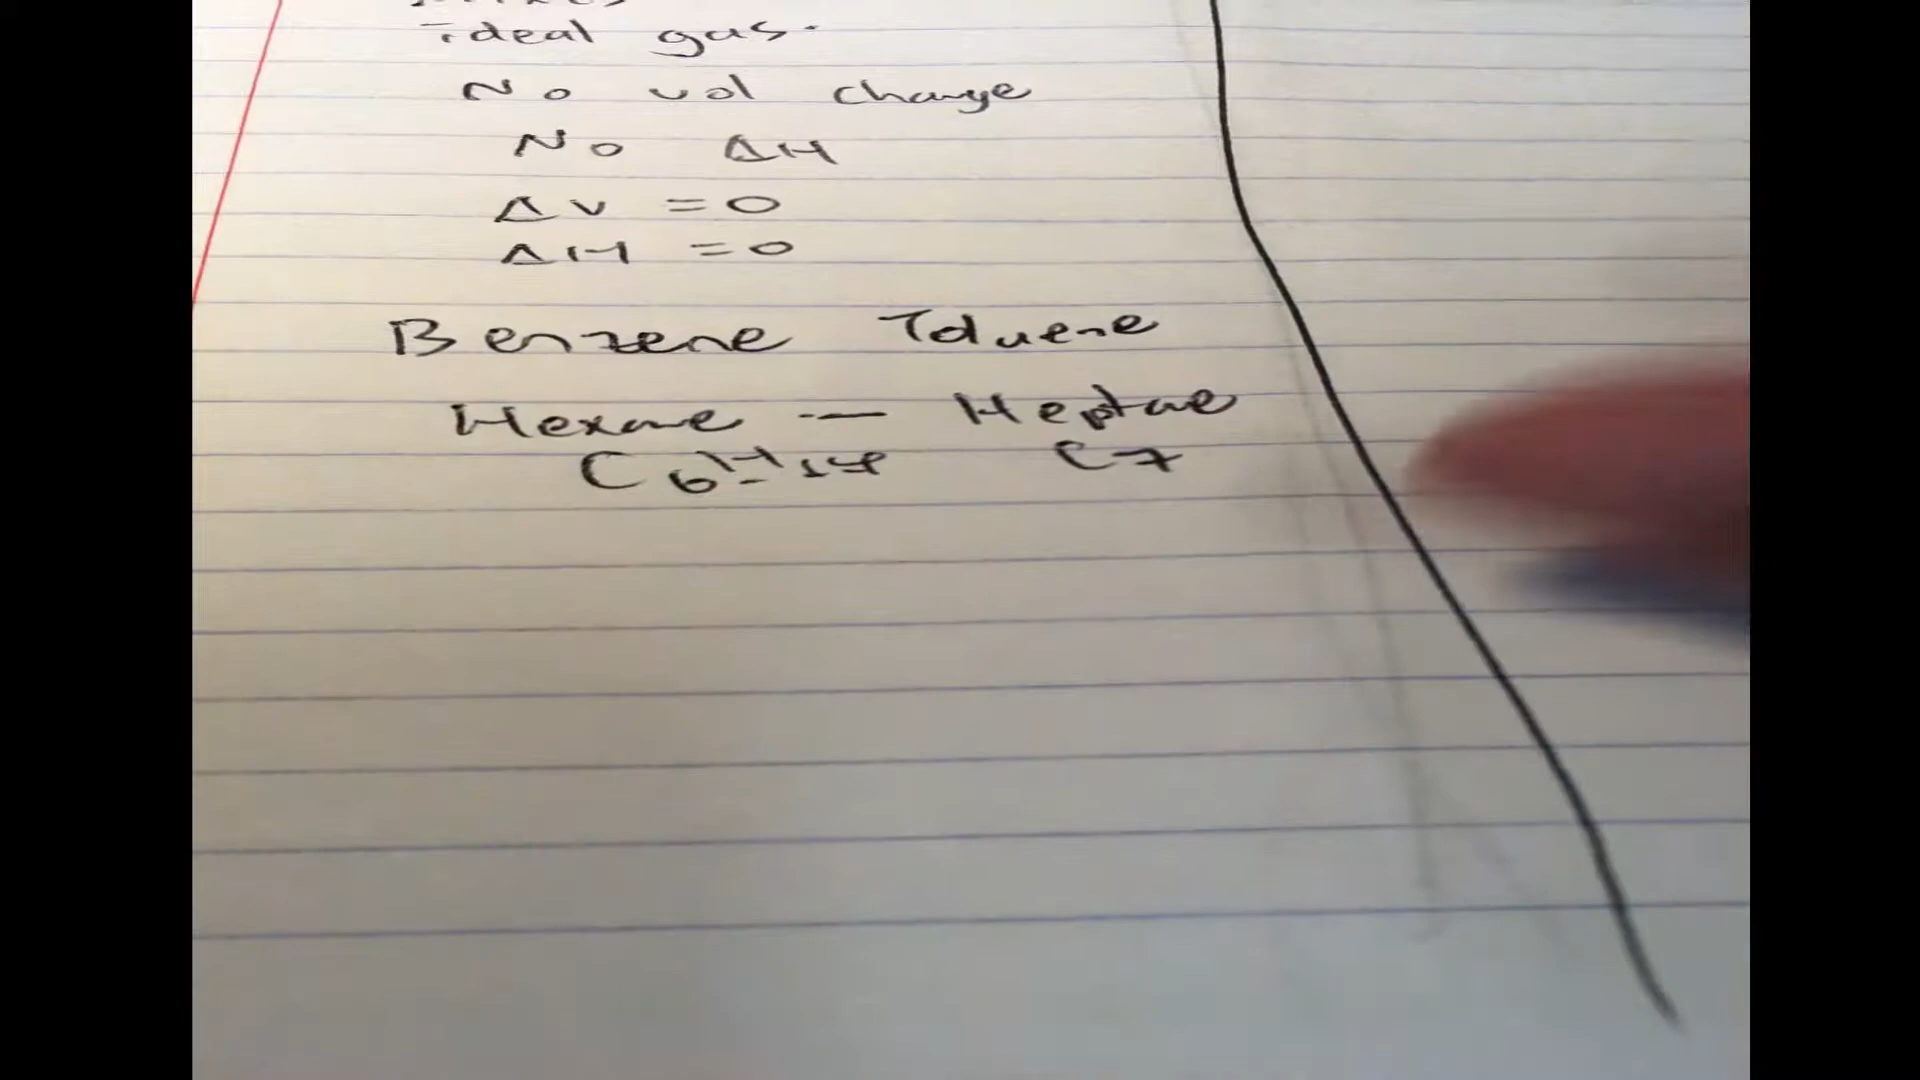 ideal gas.
No vol change
No ΔH
ΔV = 0
ΔH = 0
Benzene Toluene
Hexane — Heptane
C6H14 C7